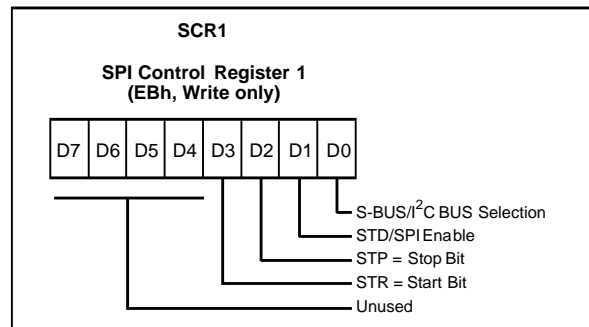 SCR1
SPI Control Register 1
(EBh, Write only)
D7 D6 D5 D4 D3 D2 D1 D0
S-BUS/I²C BUS Selection
STD/SPI Enable
STP = Stop Bit
STR = Start Bit
Unused